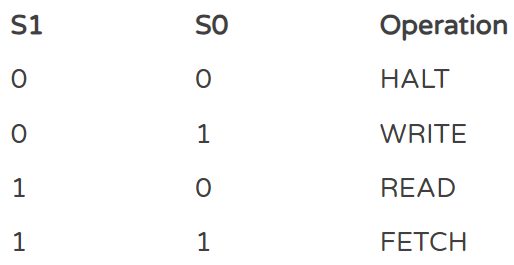 S1 S0 Operation
0 0 HALT
0 1 WRITE
1 0 READ
1 1 FETCH